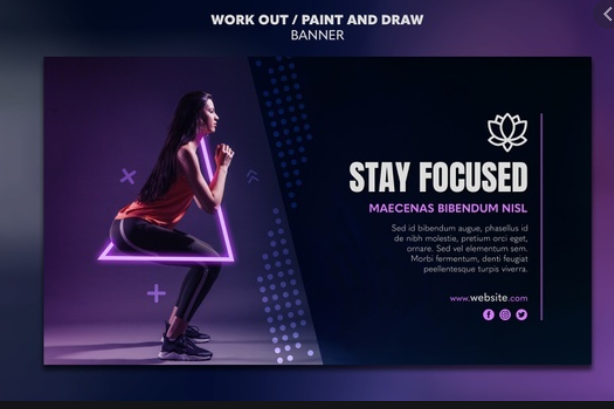 WORK OUT / PAINT AND DRAW
BANNER
STAY FOCUSED
MAECENAS BIBENDUM NISL
Sed id bibendum augue, phasellus id
de nibh molestie, pretium orci eget,
ornare. Sed vel elementum sem.
Morbi fermentum, denti feugiat
peellentesque turpis viverra.
www.website.com